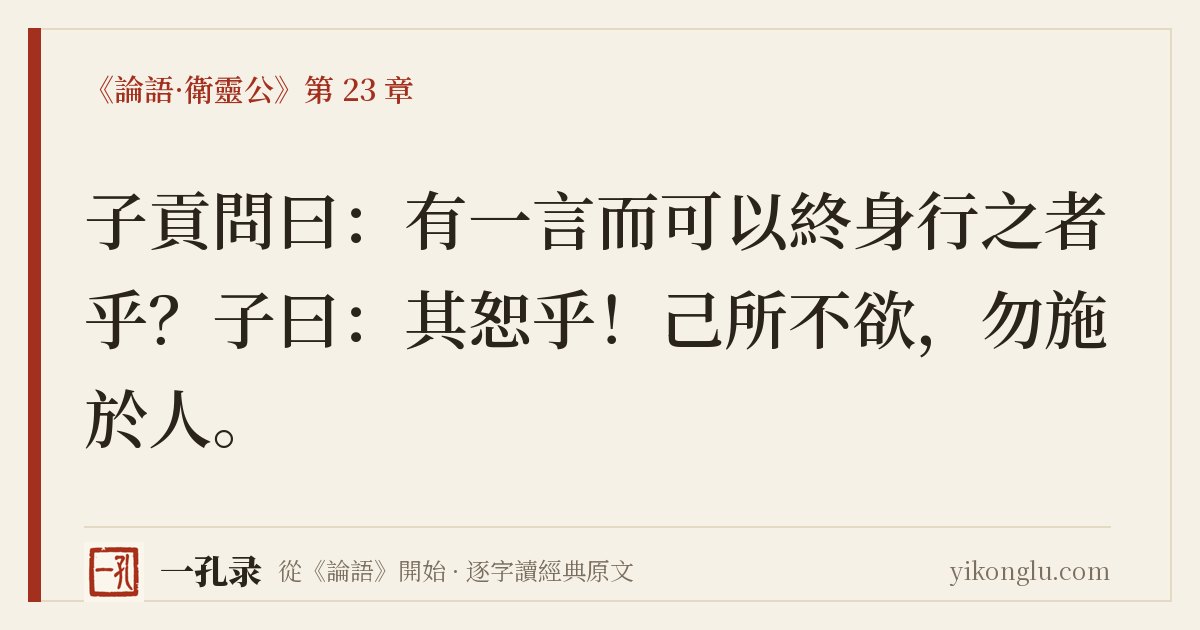 《論語·衛靈公》第 23 章
子貢問曰：有一言而可以終身行之者
乎？子曰：其恕乎！己所不欲，勿施
於人。
一孔
一孔录 從《論語》開始 · 逐字讀經典原文 yikonglu.com